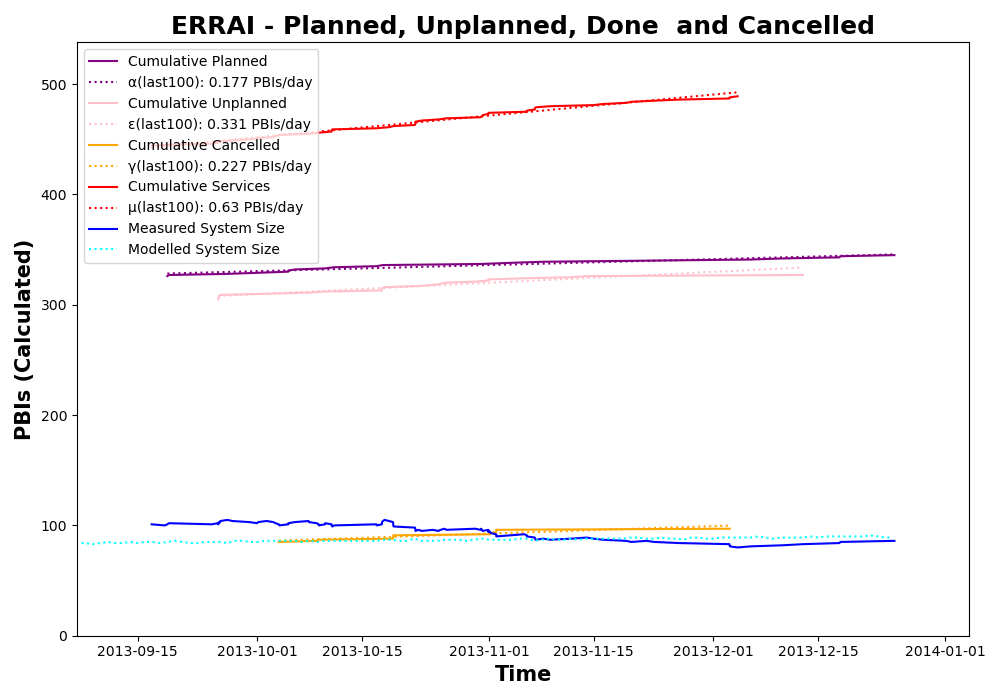 ERRAI - Planned, Unplanned, Done  and Cancelled
Cumulative Planned
α(last100): 0.177 PBIs/day
Cumulative Unplanned
ε(last100): 0.331 PBIs/day
Cumulative Cancelled
γ(last100): 0.227 PBIs/day
Cumulative Services
μ(last100): 0.63 PBIs/day
Measured System Size
Modelled System Size
PBIs (Calculated)
500
400
300
200
100
0
2013-09-15 2013-10-01 2013-10-15 2013-11-01 2013-11-15 2013-12-01 2013-12-15 2014-01-01
Time